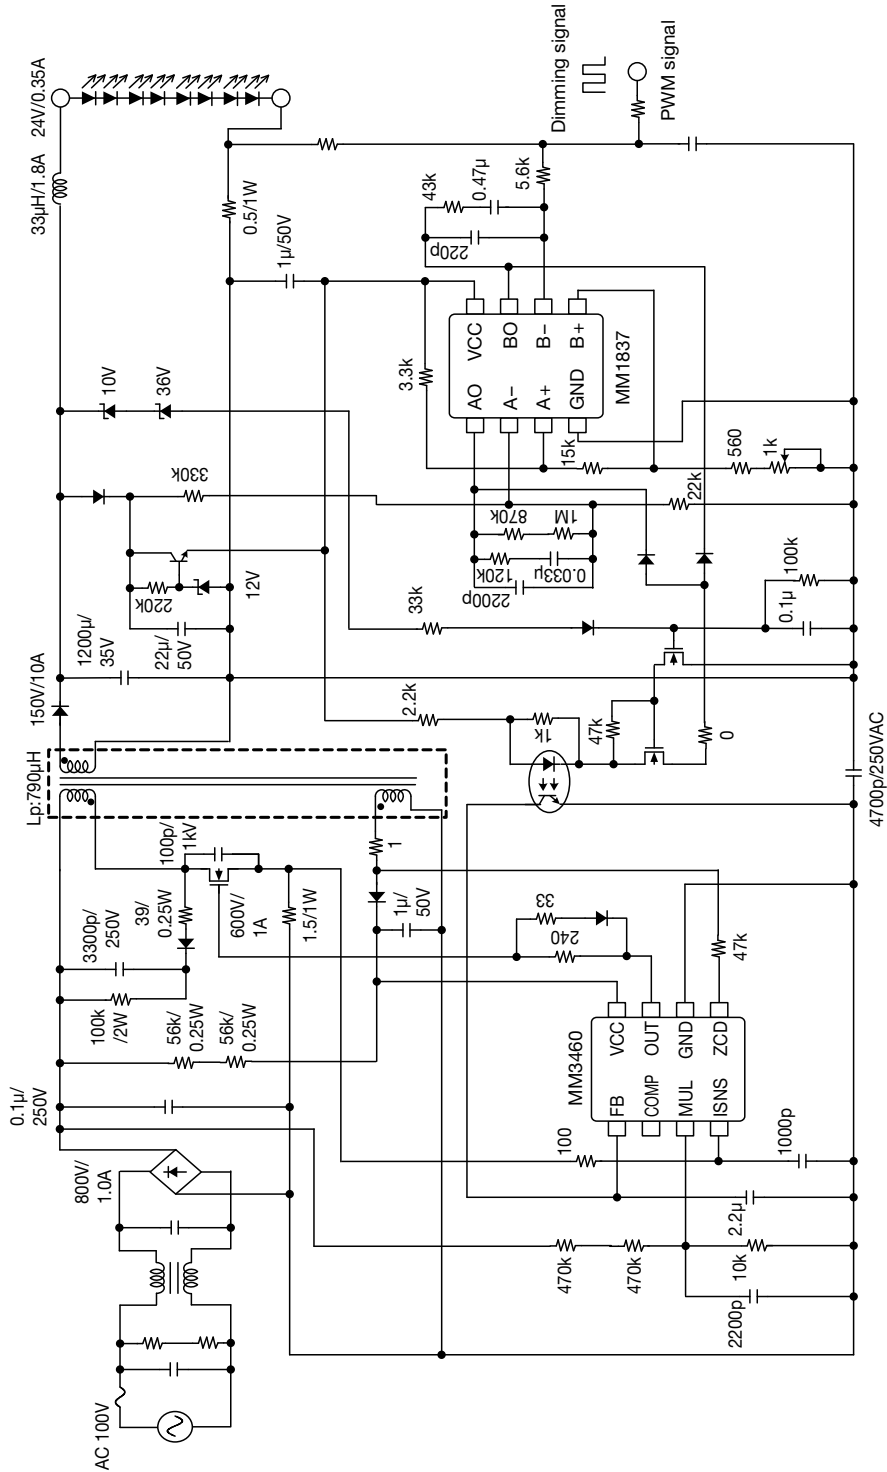 AC 100V
800V/
1.0A
0.1μ/
250V
100k
/2W
3300p/
250V
39/
0.25W
100p/
1kV
56k/
0.25W
56k/
0.25W
600V/
1A
1.5/1W
1μ/
50V
1
Lp:790μH
150V/10A
1200μ/
35V
22μ/
50V
220k
12V
330k
10V
36V
33μH/1.8A
24V/0.35A
0.5/1W
1μ/50V
2.2k
1k
47k
0
33k
0.1μ
100k
2200p
120k
0.033μ
870k
1M
22k
3.3k
15k
560
1k
AO
A−
A+
GND
VCC
BO
B−
B+
MM1837
220p
43k
0.47μ
5.6k
Dimming signal
PWM signal
470k
470k
2200p
10k
2.2μ
100
1000p
MM3460
FB
COMP
MUL
ISNS
VCC
OUT
GND
ZCD
240
33
47k
4700p/250VAC